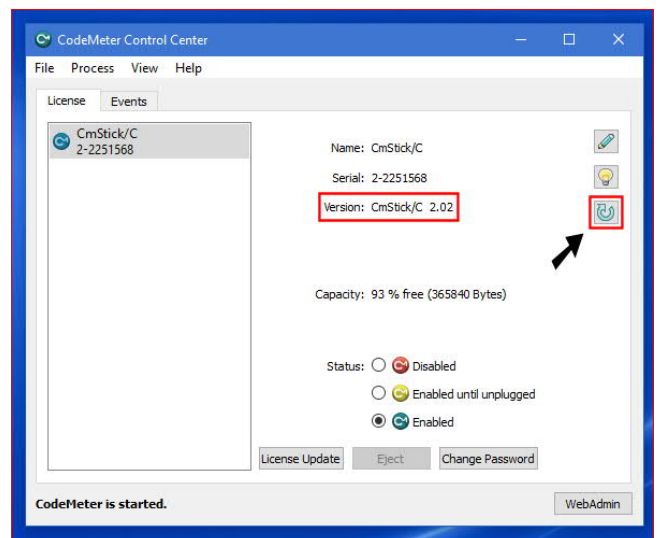 CodeMeter Control Center
File Process View Help
License Events
CmStick/C
2-2251568
Name: CmStick/C
Serial: 2-2251568
Version: CmStick/C 2.02
Capacity: 93 % free (365840 Bytes)
Status: Disabled
Enabled until unplugged
Enabled
License Update Eject Change Password
CodeMeter is started. WebAdmin